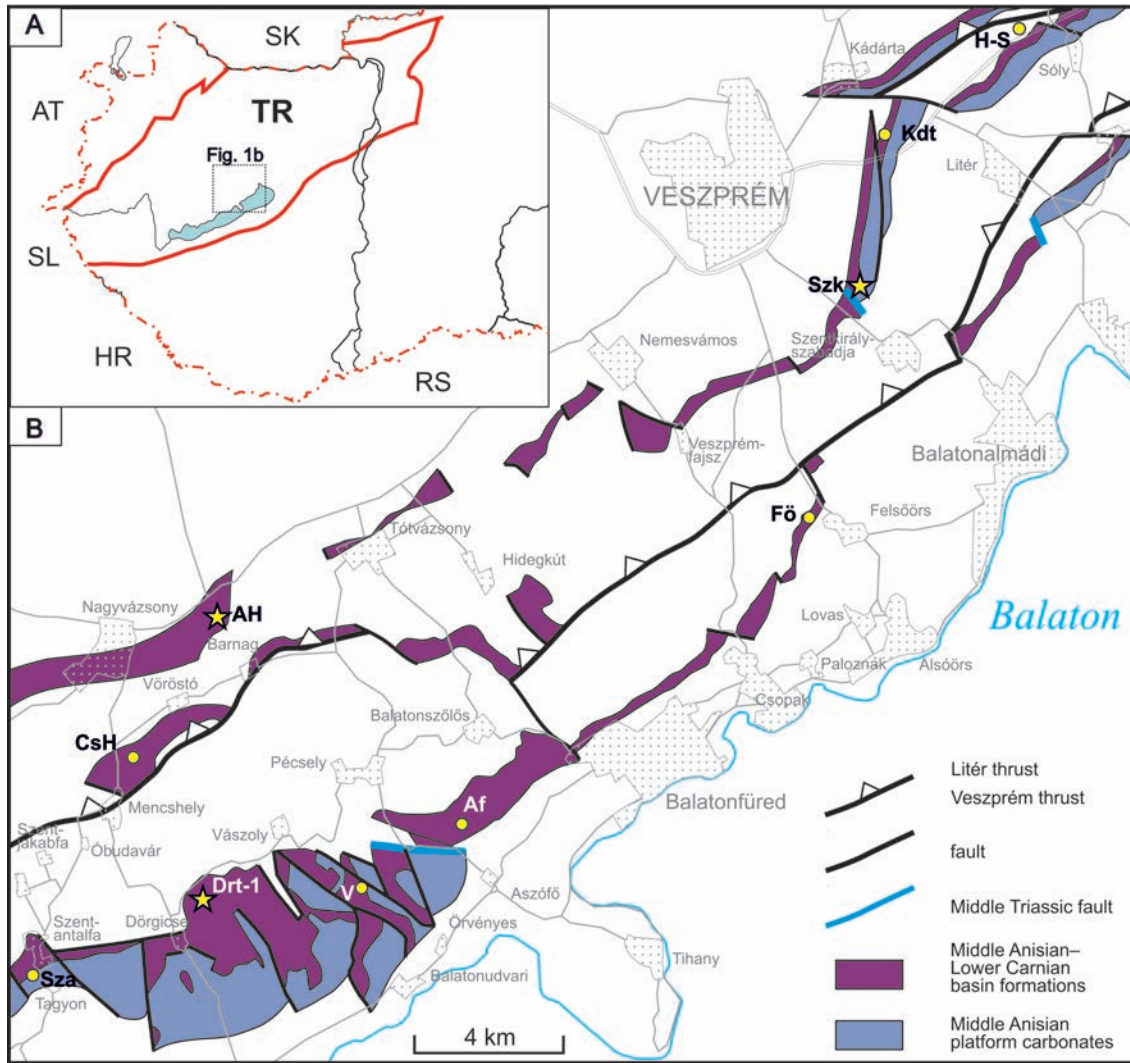 A
SK
AT
TR
Fig. 1b
SL
HR
RS
B
Kádárta
H-S
Sóly
Kdt
Litér
VESZPRÉM
Szk
Szentkirály-
szabadja
Nemesvámos
Veszprém-
fajsz
Balatonalmádi
Fö
Felsőörs
Tótvázsony
Hidegkút
Nagyvázsony
AH
Barnag
Vöröstó
Lovas
Paloznák
Alsóörs
Csopak
Balaton
Balatonszőlős
CsH
Pécsely
Mencshely
Balatonfüred
Af
Szent-
jakabfa
Óbudavár
Vászoly
Drt-1
V
Aszófő
Szent-
antalfa
Dörgicse
Örvényes
Sza
Tagyon
Balatonudvari
Tihany
4 km
Litér thrust
Veszprém thrust
fault
Middle Triassic fault
Middle Anisian–
Lower Carnian
basin formations
Middle Anisian
platform carbonates